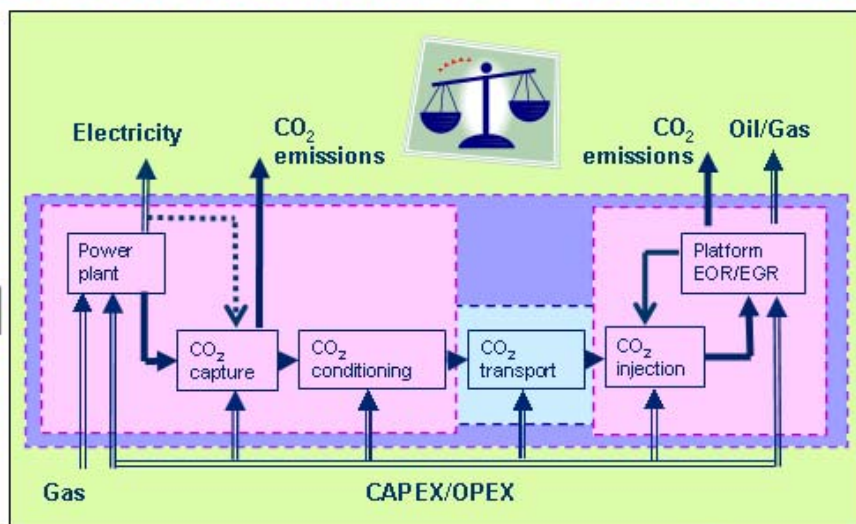 Electricity
CO₂
emissions
CO₂
emissions
Oil/Gas
Power
plant
Platform
EOR/EGR
CO₂
capture
CO₂
conditioning
CO₂
transport
CO₂
injection
Gas
CAPEX/OPEX